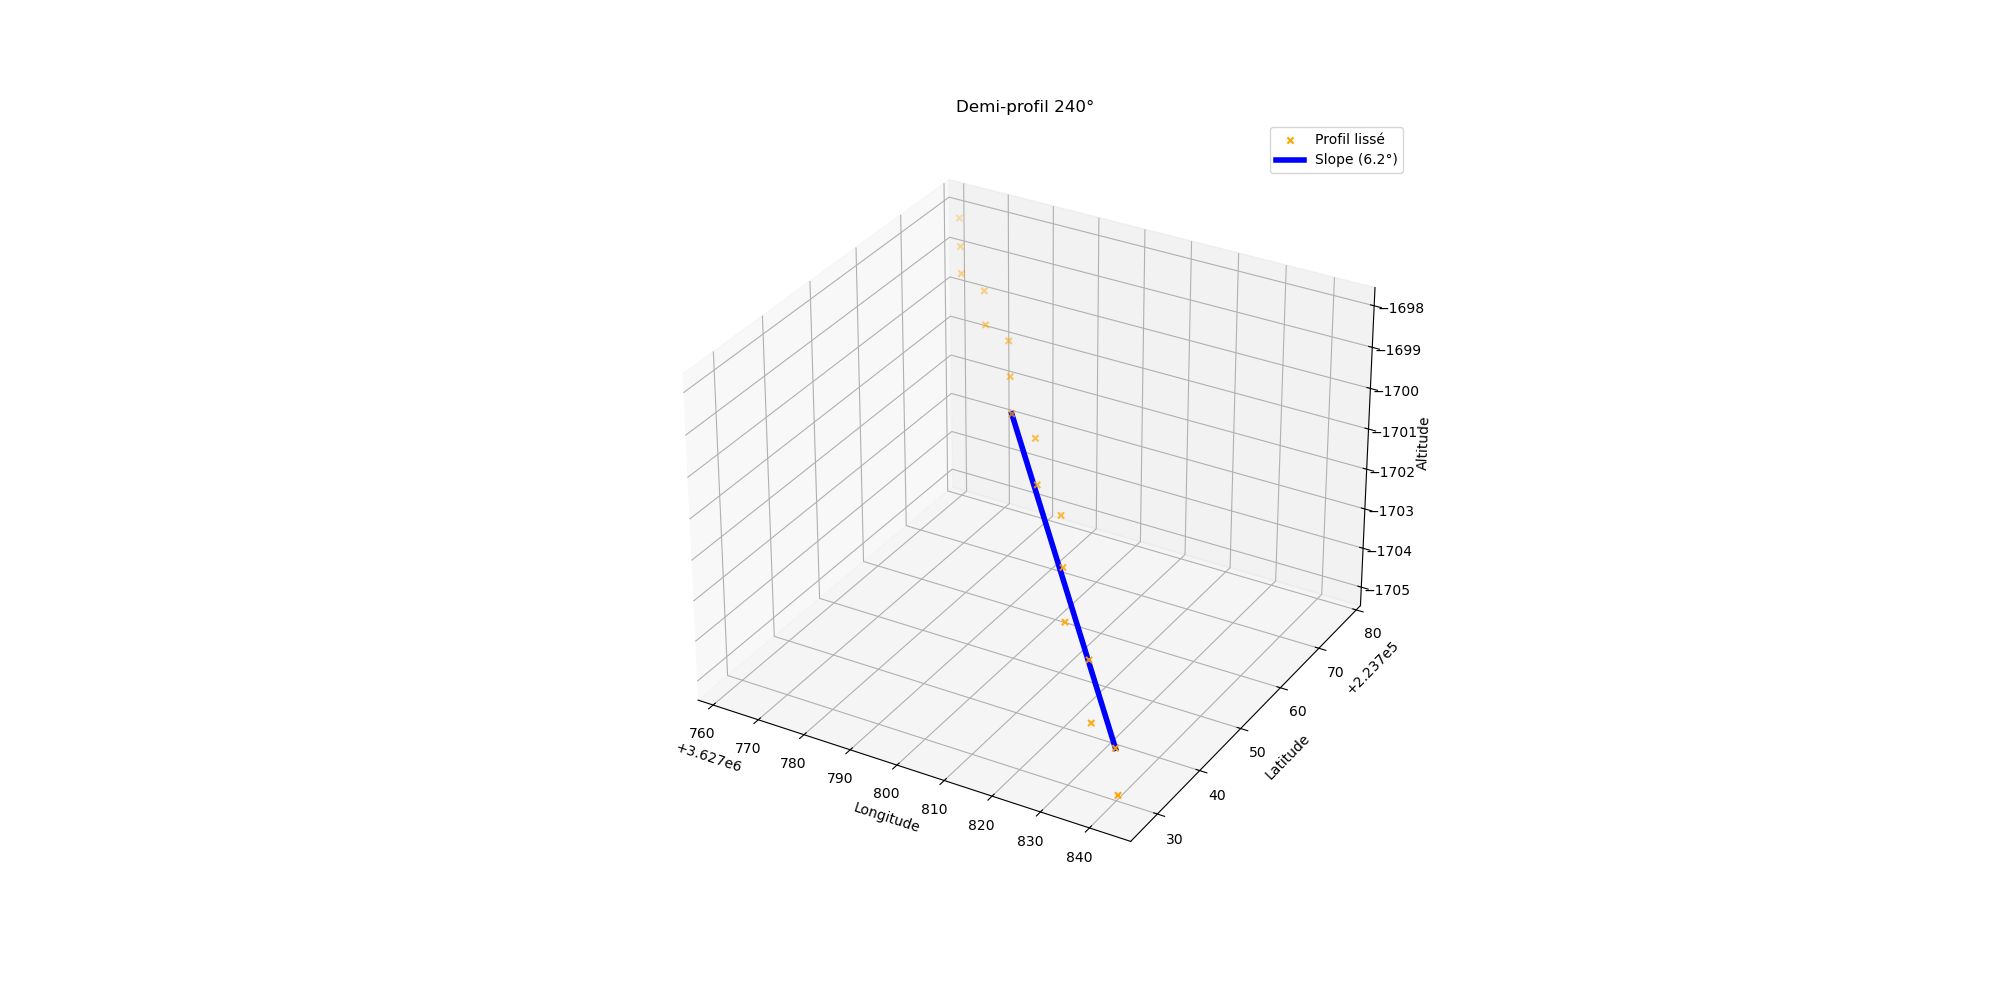 Demi-profil 240°
Profil lissé
Slope (6.2°)
−1698
−1699
−1700
−1701
−1702
−1703
−1704
−1705
Altitude
80
70
60
50
40
30
+2.237e5
Latitude
760
770
780
790
800
810
820
830
840
+3.627e6
Longitude